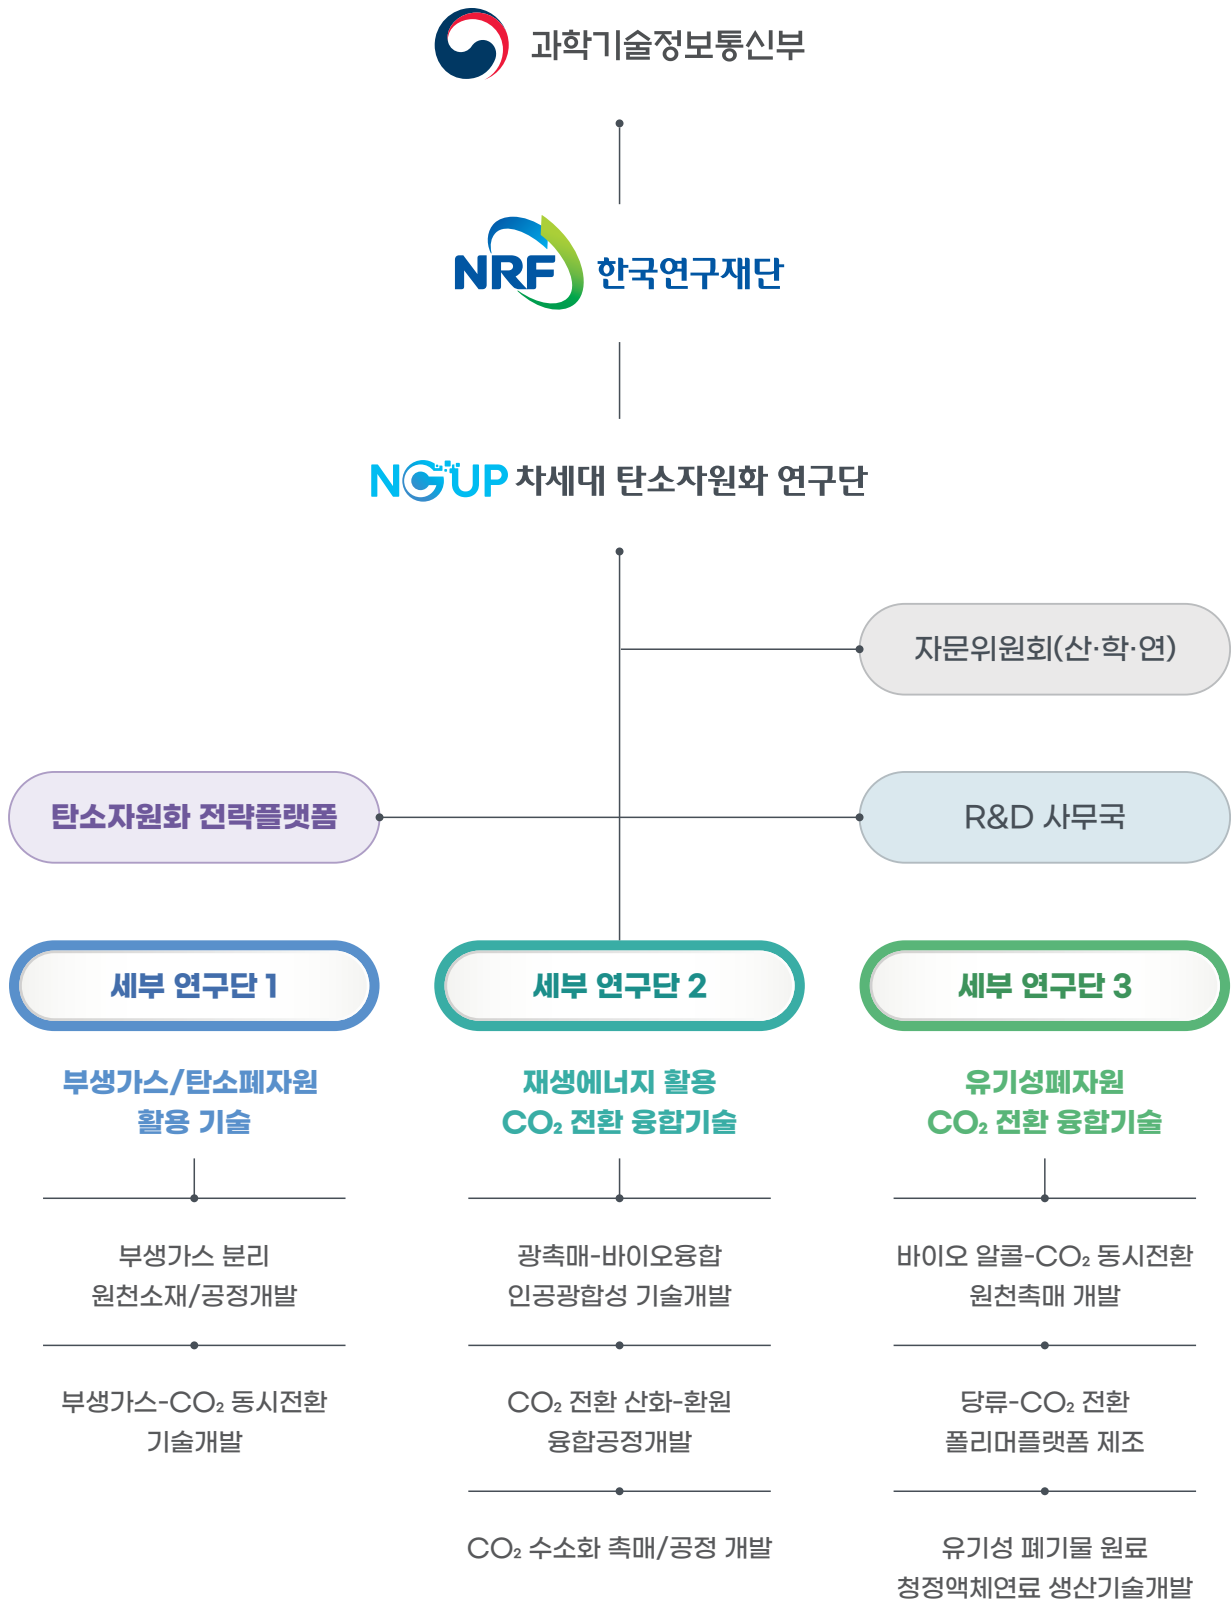 과학기술정보통신부
NRF 한국연구재단
NCUP 차세대 탄소자원화 연구단
자문위원회(산·학·연)
탄소자원화 전략플랫폼
R&D 사무국
세부 연구단 1
부생가스/탄소폐자원
활용 기술
부생가스 분리
원천소재/공정개발
부생가스-CO₂ 동시전환
기술개발
세부 연구단 2
재생에너지 활용
CO₂ 전환 융합기술
광촉매-바이오융합
인공광합성 기술개발
CO₂ 전환 산화-환원
융합공정개발
CO₂ 수소화 촉매/공정 개발
세부 연구단 3
유기성폐자원
CO₂ 전환 융합기술
바이오 알콜-CO₂ 동시전환
원천촉매 개발
당류-CO₂ 전환
폴리머플랫폼 제조
유기성 폐기물 원료
청정액체연료 생산기술개발